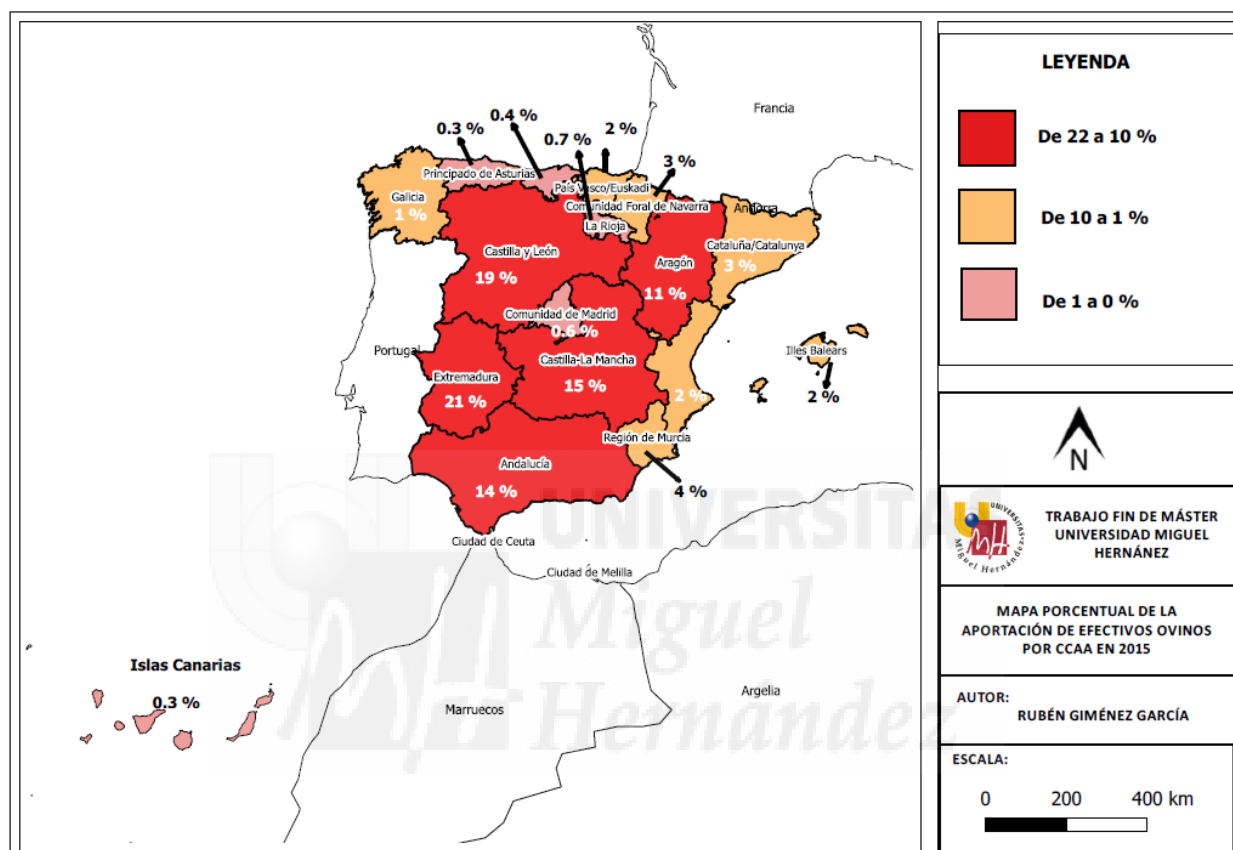 Francia
0.4 %
0.3 %
0.7 %
2 %
3 %
Principado de Asturias
País Vasco/Euskadi
Galicia
Comunidad Foral de Navarra
Andorra
1 %
La Rioja
Castilla y León
Cataluña/Catalunya
Aragón
3 %
19 %
11 %
Comunidad de Madrid
0.6 %
Portugal
Castilla-La Mancha
Illes Balears
Extremadura
15 %
2 %
2 %
21 %
Región de Murcia
Andalucía
14 %
4 %
Ciudad de Ceuta
Ciudad de Melilla
Islas Canarias
0.3 %
Marruecos
Argelia
UNIVERSITAS
Miguel
Hernández
LEYENDA
De 22 a 10 %
De 10 a 1 %
De 1 a 0 %
N
UNIVERSITAS
Miguel Hernández
TRABAJO FIN DE MÁSTER
UNIVERSIDAD MIGUEL
HERNÁNEZ
MAPA PORCENTUAL DE LA
APORTACIÓN DE EFECTIVOS OVINOS
POR CCAA EN 2015
AUTOR:
RUBÉN GIMÉNEZ GARCÍA
ESCALA:
0 200 400 km